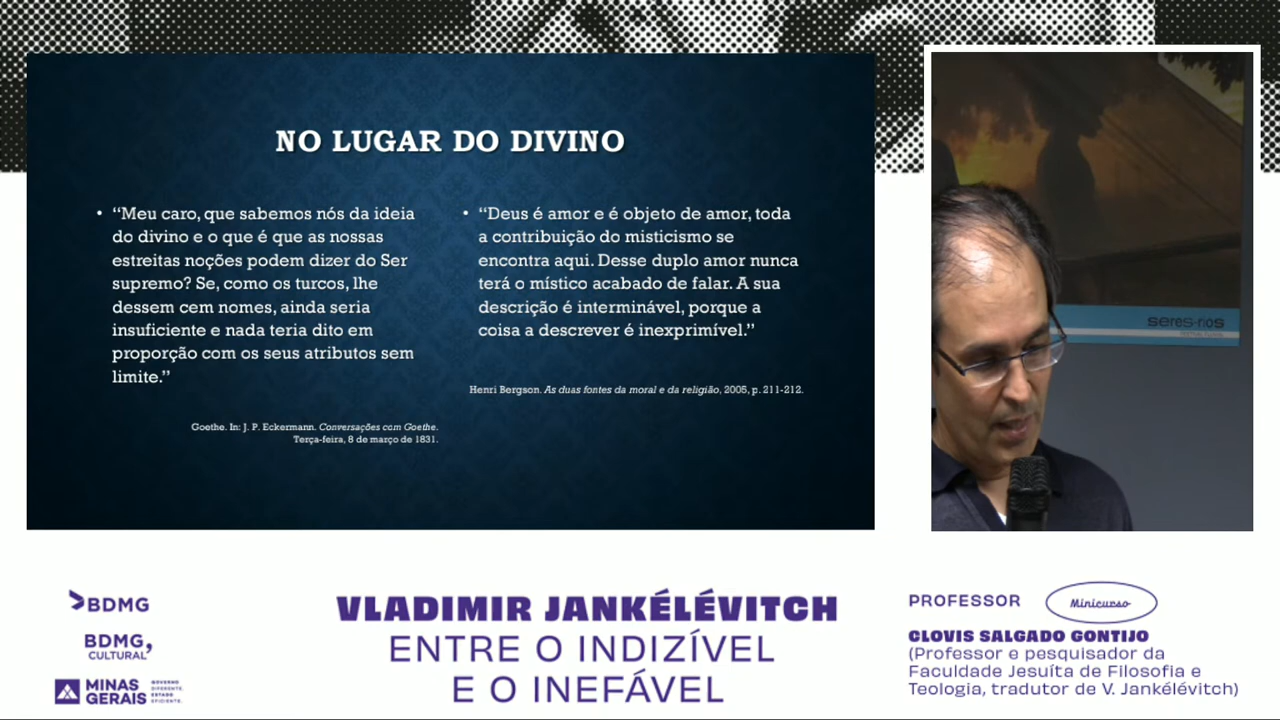 NO LUGAR DO DIVINO
• “Meu caro, que sabemos nós da ideia
do divino e o que é que as nossas
estreitas noções podem dizer do Ser
supremo? Se, como os turcos, lhe
dessem cem nomes, ainda seria
insuficiente e nada teria dito em
proporção com os seus atributos sem
limite.”
Goethe. In: J. P. Eckermann. Conversações com Goethe.
Terça-feira, 8 de março de 1831.
• “Deus é amor e é objeto de amor, toda
a contribuição do misticismo se
encontra aqui. Desse duplo amor nunca
terá o místico acabado de falar. A sua
descrição é interminável, porque a
coisa a descrever é inexprimível.”
Henri Bergson. As duas fontes da moral e da religião, 2005, p. 211-212.
seres-rios
BDMG
BDMG,
CULTURAL
MINAS
GERAIS
GOVERNO
DIFERENTE.
ESTADO
EFICIENTE.
VLADIMIR JANKÉLÉVITCH
ENTRE O INDIZÍVEL
E O INEFÁVEL
PROFESSOR
Minicurso
CLOVIS SALGADO GONTIJO
(Professor e pesquisador da
Faculdade Jesuíta de Filosofia e
Teologia, tradutor de V. Jankélévitch)